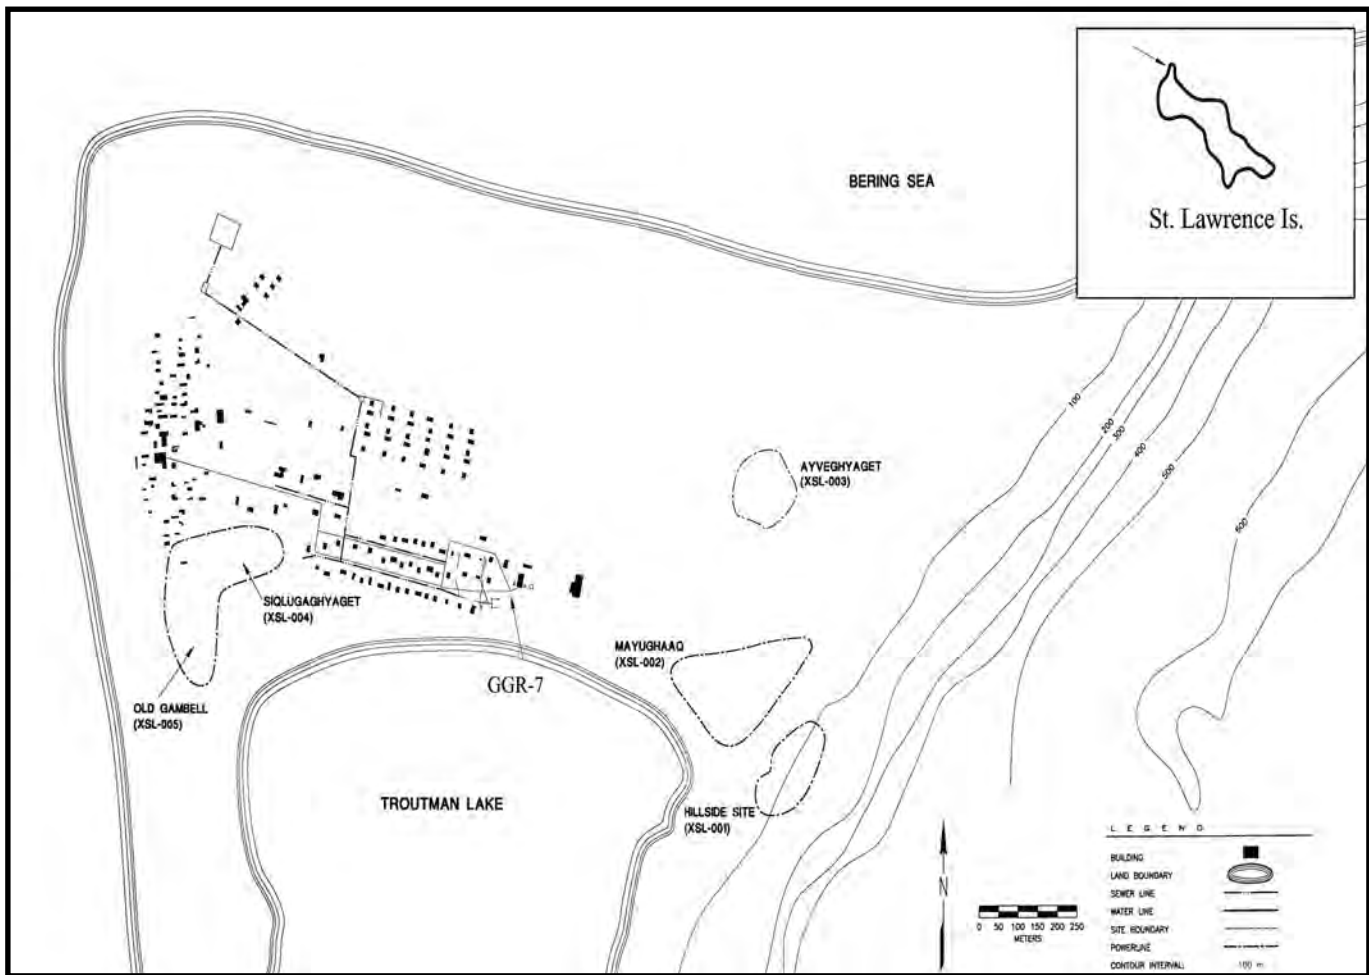 BERING SEA
St. Lawrence Is.
100
200
300
400
500
600
AYVEGHYAGET
(XSL-003)
SIQLUGAGHYAGET
(XSL-004)
MAYUGHAAQ
(XSL-002)
GGR-7
OLD GAMBELL
(XSL-005)
TROUTMAN LAKE
HILLSIDE SITE
(XSL-001)
N
0 50 100 150 200 250
METERS
LEGEND
BUILDING
LAND BOUNDARY
SEWER LINE
WATER LINE
SITE BOUNDARY
POWERLINE
CONTOUR INTERVAL: 100 m